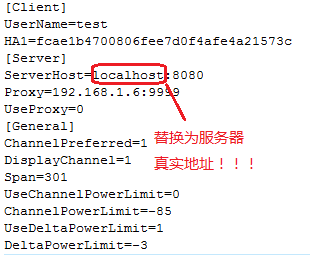 [Client]
UserName=test
HA1=fcae1b4700806fee7d0f4afe4a21573c
[Server]
ServerHost=localhost:8080
Proxy=192.168.1.6:9999
UseProxy=0
[General]
ChannelPreferred=1
DisplayChannel=1
Span=301
UseChannelPowerLimit=0
ChannelPowerLimit=-85
UseDeltaPowerLimit=1
DeltaPowerLimit=-3
替换为服务器
真实地址！！！